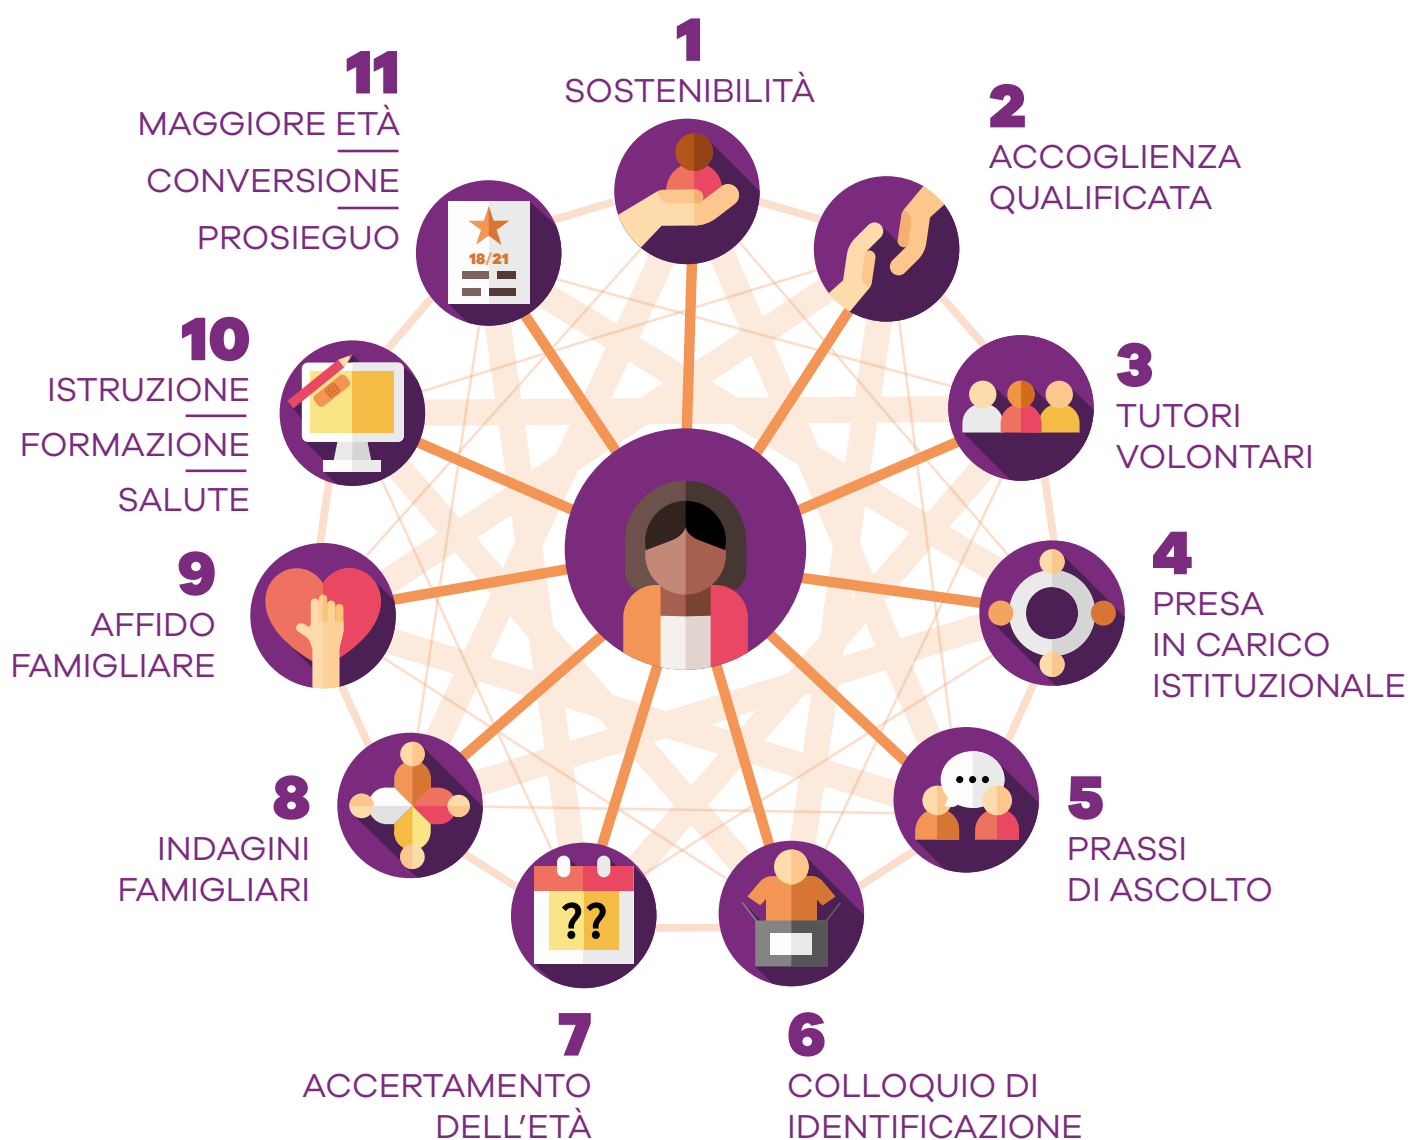 1
SOSTENIBILITÀ
2
ACCOGLIENZA
QUALIFICATA
3
TUTORI
VOLONTARI
4
PRESA
IN CARICO
ISTITUZIONALE
5
PRASSI
DI ASCOLTO
6
COLLOQUIO DI
IDENTIFICAZIONE
7
ACCERTAMENTO
DELL'ETÀ
??
8
INDAGINI
FAMIGLIARI
9
AFFIDO
FAMIGLIARE
10
ISTRUZIONE
FORMAZIONE
SALUTE
11
MAGGIORE ETÀ
CONVERSIONE
PROSIEGUO
18/21